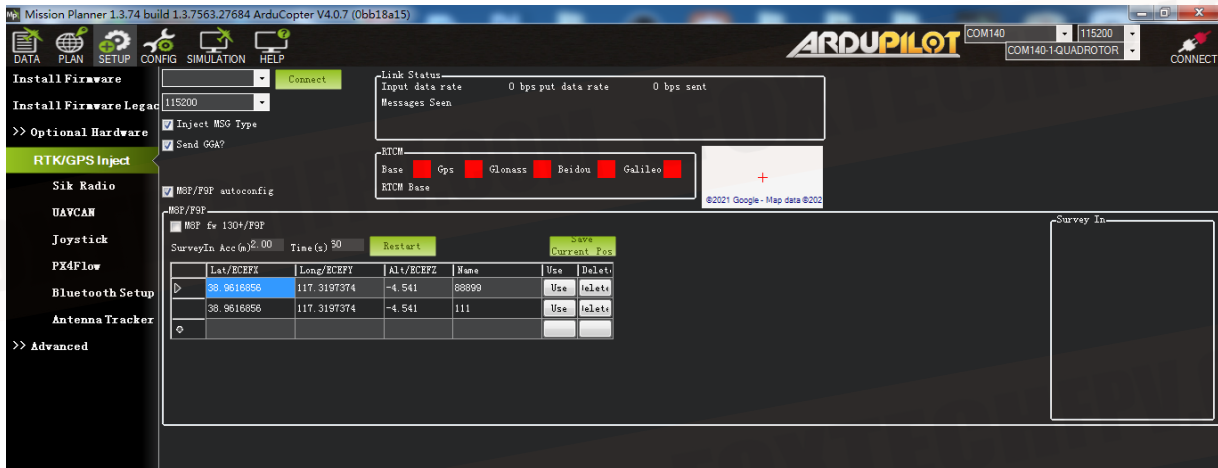 Mission Planner 1.3.74 build 1.3.7563.27684 ArduCopter V4.0.7 (0bb18a15)
DATA PLAN SETUP CONFIG SIMULATION HELP
ARDUPILOT
COM140 115200
COM140-1-QUADROTOR
CONNECT
Install Firmware
Install Firmware Legac
>> Optional Hardware
RTK/GPS Inject
Sik Radio
UAVCAN
Joystick
PX4Flow
Bluetooth Setup
Antenna Tracker
>> Advanced
Connect
115200
Inject MSG Type
Send GGA?
M8P/F9P autoconfig
Link Status
Input data rate 0 bps put data rate 0 bps sent
Messages Seen
RTCM
Base Gps Glonass Beidou Galileo
RTCM Base
©2021 Google - Map data ©202
M8P/F9P
M8P fw 130+/F9P
SurveyIn Acc(m) 2.00 Time(s) Restart
Save
Current Pos
Lat/ECEFX Long/ECEFY Alt/ECEFZ Name Use Delet
38.9616856 117.3197374 -4.541 88899 Use elet
38.9616856 117.3197374 -4.541 111 Use elet
Survey In